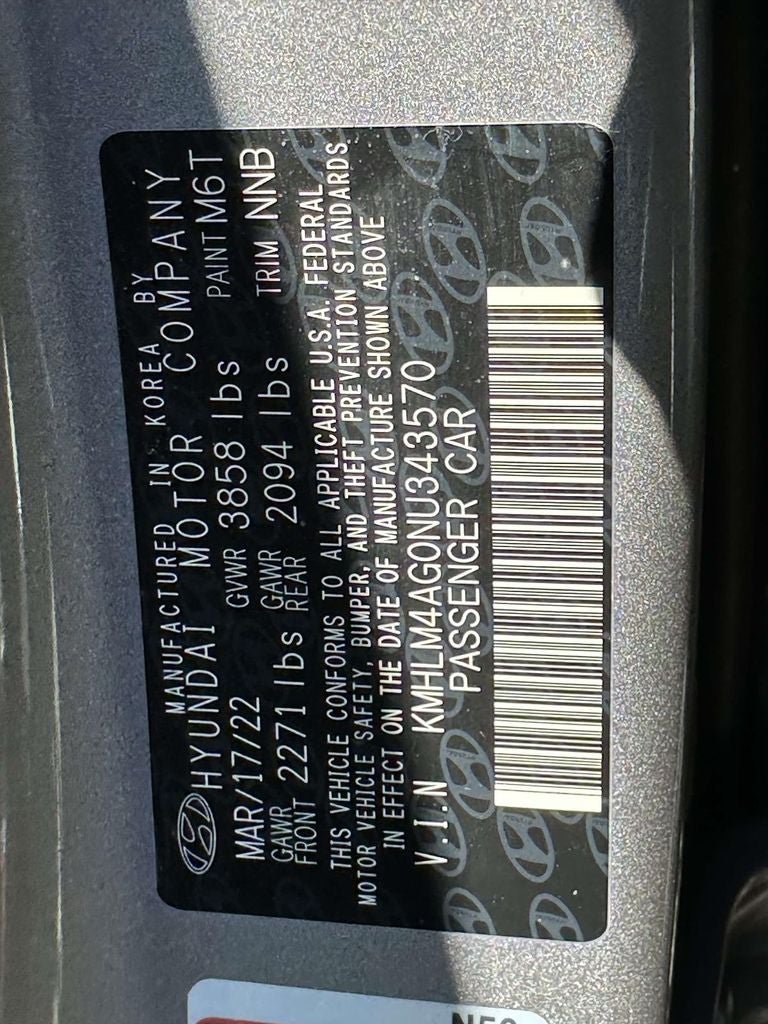 MANUFACTURED IN KOREA BY
HYUNDAI MOTOR COMPANY
MAR/17/22 GVWR 3858 lbs PAINT M6T
GAWR FRONT 2271 lbs GAWR REAR 2094 lbs TRIM NNB
THIS VEHICLE CONFORMS TO ALL APPLICABLE U.S.A. FEDERAL
MOTOR VEHICLE SAFETY, BUMPER, AND THEFT PREVENTION STANDARDS
IN EFFECT ON THE DATE OF MANUFACTURE SHOWN ABOVE
V.I.N KMHLM4AG0NU343570
PASSENGER CAR